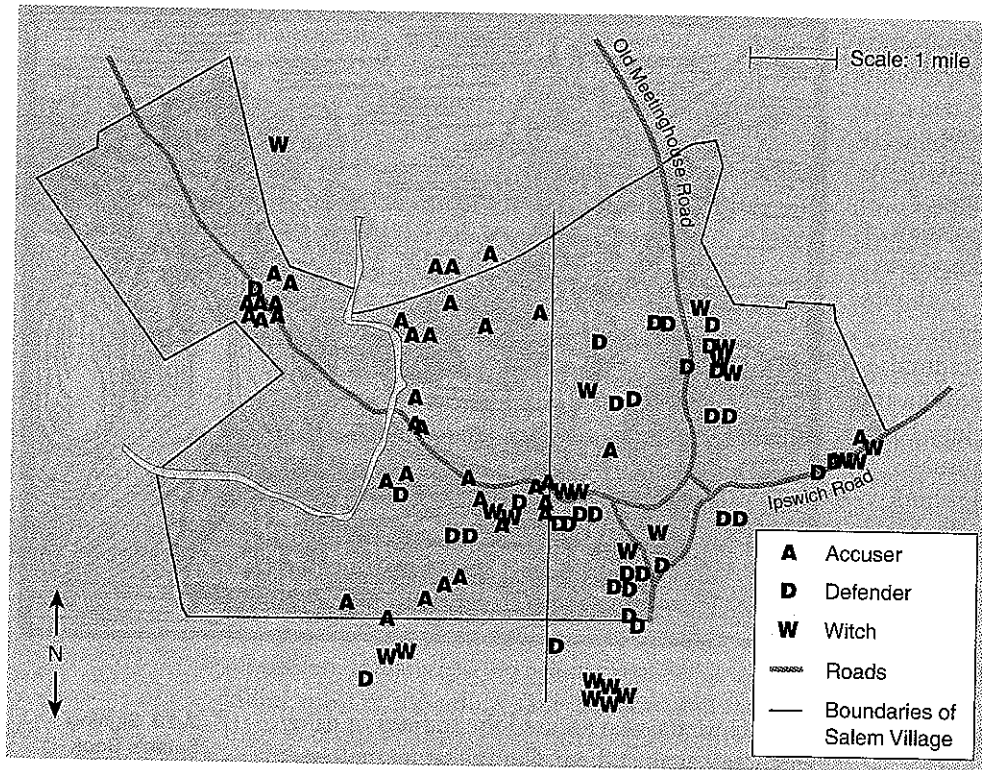 Old Meetinghouse Road
Scale: 1 mile
W
A
A A
A A
D
A A A
A A A
A
A
A A A
A
A
A
A A
A A
D
W
D D
D
D
D W
W
D W
D
D
W
D D
D D
A
A
W
D D W W
Ipswich Road
D D
A
A
W W D
A
A A
A
A
W W
D D D D
D D
W
W
D D
D
D D
D
D
A
A
A
A
A
W W
D
D
W W
W W W
N
A Accuser
D Defender
W Witch
Roads
Boundaries of
Salem Village